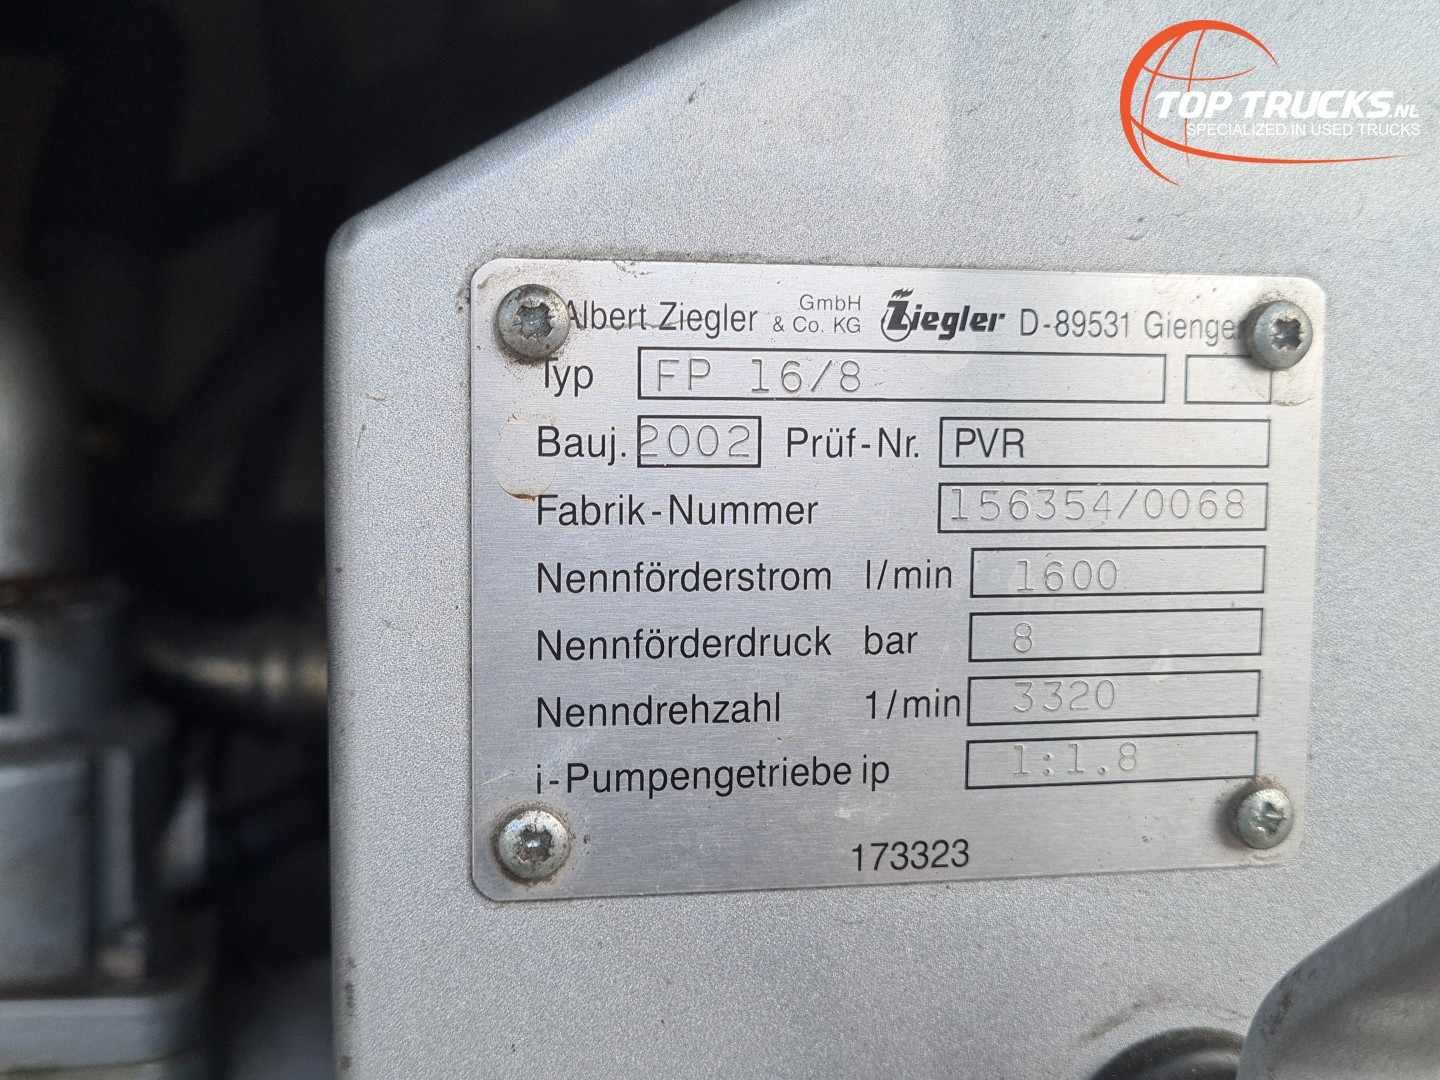 TOP TRUCKS.NL
SPECIALIZED IN USED TRUCKS
Albert Ziegler GmbH & Co. KG Ziegler D-89531 Gienge
Typ FP 16/8
Bauj. 2002 Prüf-Nr. PVR
Fabrik-Nummer 156354/0068
Nennförderstrom l/min 1600
Nennförderdruck bar 8
Nenndrehzahl 1/min 3320
i-Pumpengetriebe ip 1:1.8
173323